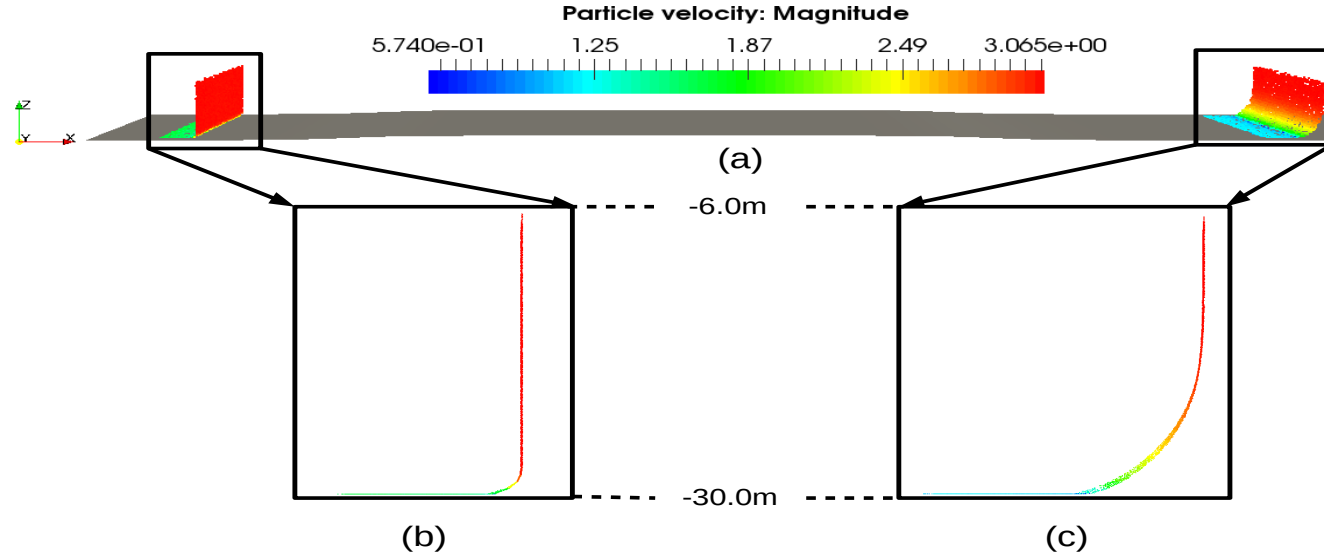 Particle velocity: Magnitude
5.740e-01 1.25 1.87 2.49 3.065e+00
Z
Y X
(a)
-6.0m
-30.0m
(b) (c)